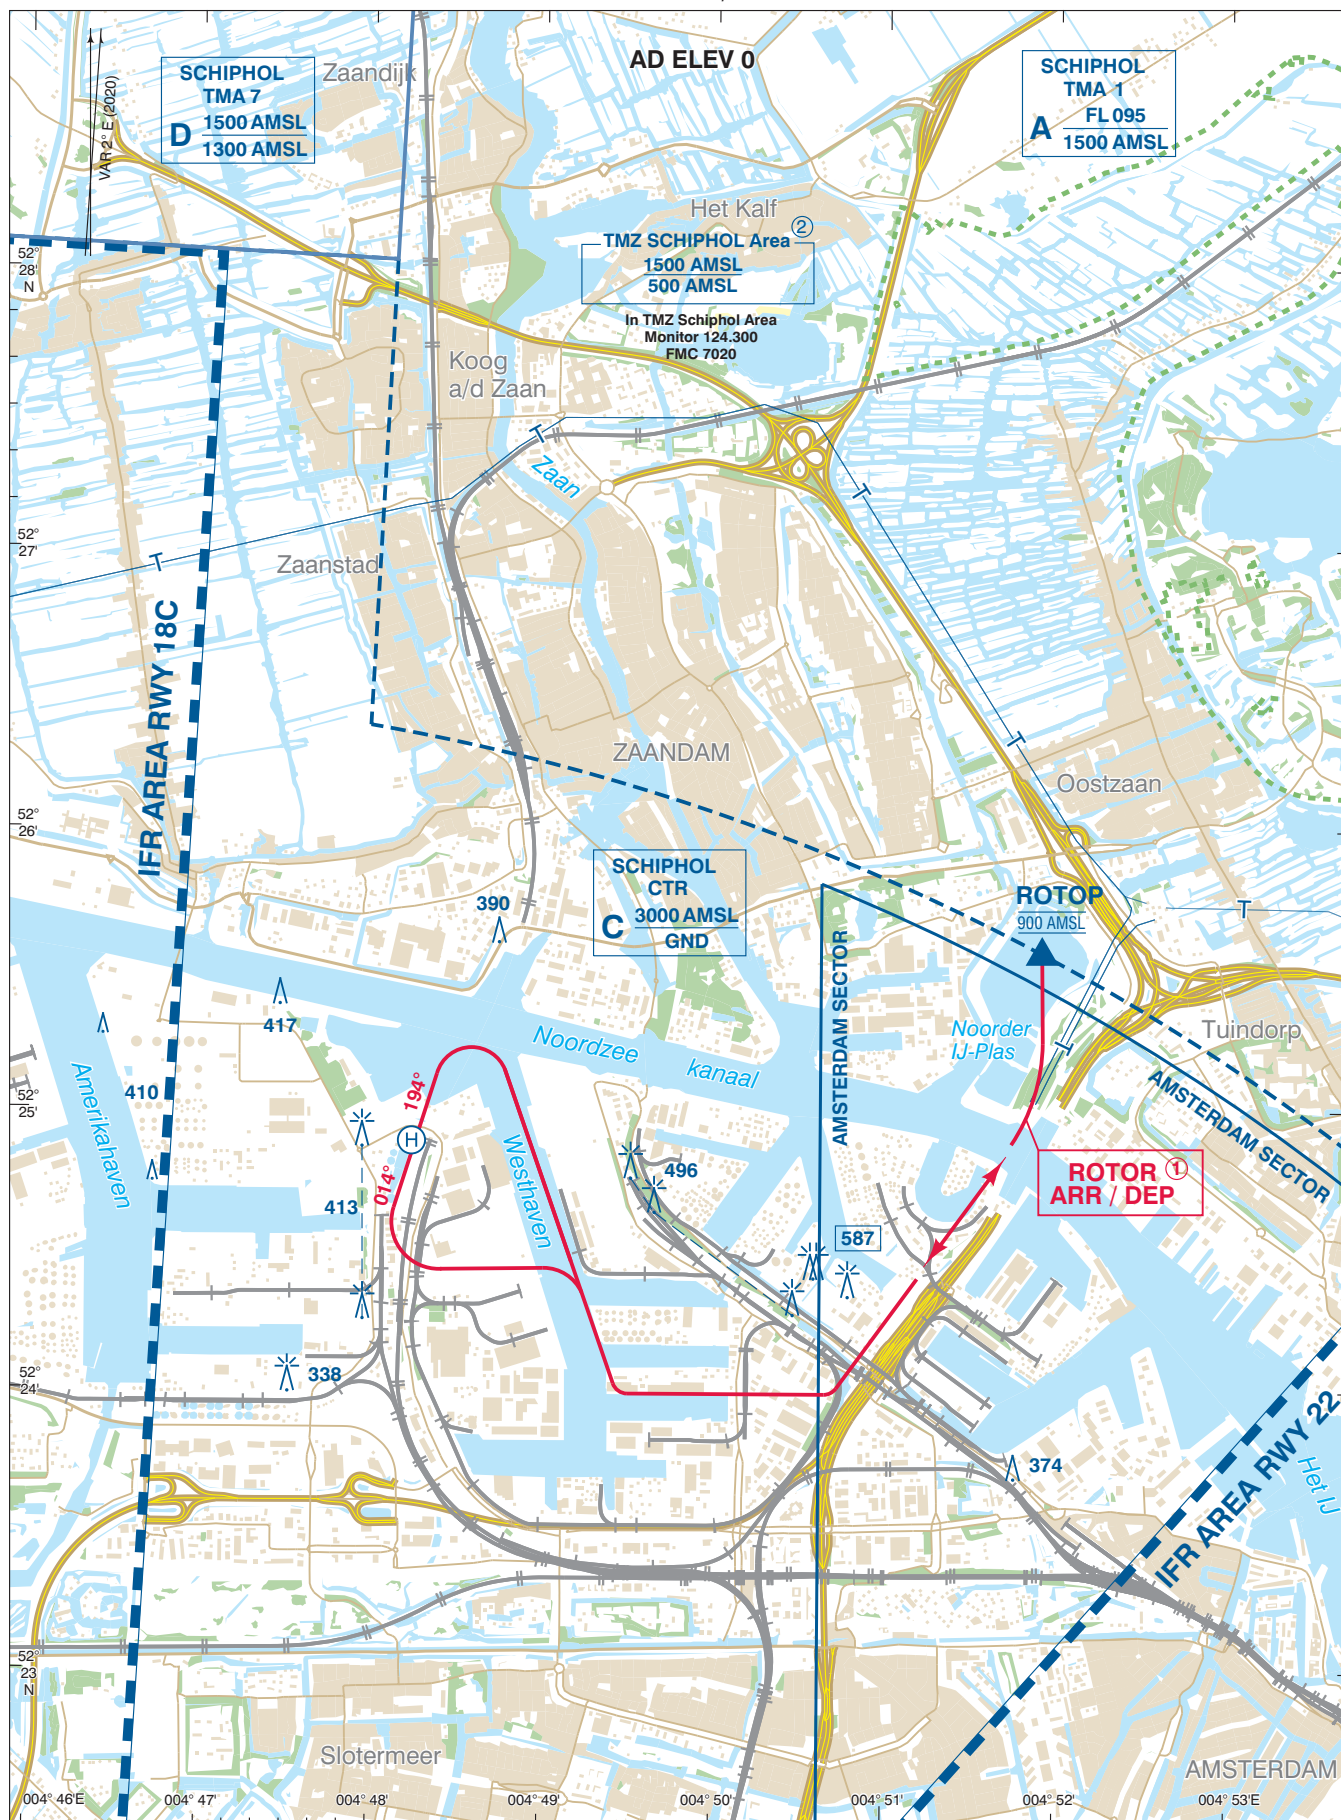 AD ELEV 0
SCHIPHOL
TMA 7
D
1500 AMSL
1300 AMSL
Zaandijk
SCHIPHOL
TMA 1
A
FL 095
1500 AMSL
VAR 2° E (2020)
Het Kalf
TMZ SCHIPHOL Area 2
1500 AMSL
500 AMSL
In TMZ Schiphol Area
Monitor 124.300
FMC 7020
52°
28'
N
Koog
a/d Zaan
Zaan
52°
27'
Zaanstad
IFR AREA RWY 18C
ZAANDAM
Oostzaan
52°
26'
SCHIPHOL
CTR
C
3000 AMSL
GND
390
ROTOP
900 AMSL
AMSTERDAM SECTOR
417
Noordzee
kanaal
Noorder
IJ-Plas
Tuindorp
AMSTERDAM SECTOR
Amerikahaven
410
52°
25'
194°
H
014°
Westhaven
496
ROTOR 1
ARR / DEP
413
587
338
52°
24'
374
IFR AREA RWY 22
Het IJ
52°
23
N
Slotermeer
AMSTERDAM
004° 46'E
004° 47'
004° 48'
004° 49'
004° 50'
004° 51'
004° 52'
004° 53'E